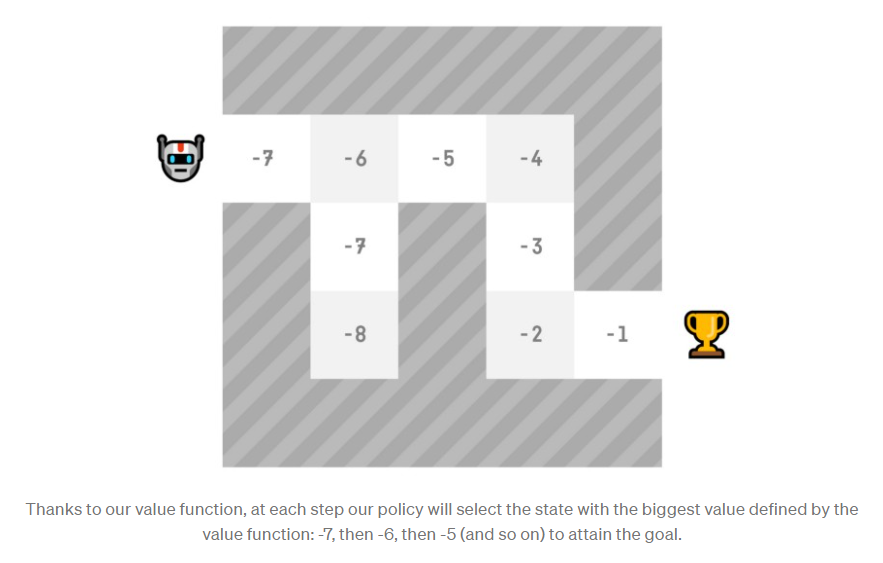 -7 -6 -5 -4
-7 -3
-8 -2 -1
Thanks to our value function, at each step our policy will select the state with the biggest value defined by the
value function: -7, then -6, then -5 (and so on) to attain the goal.